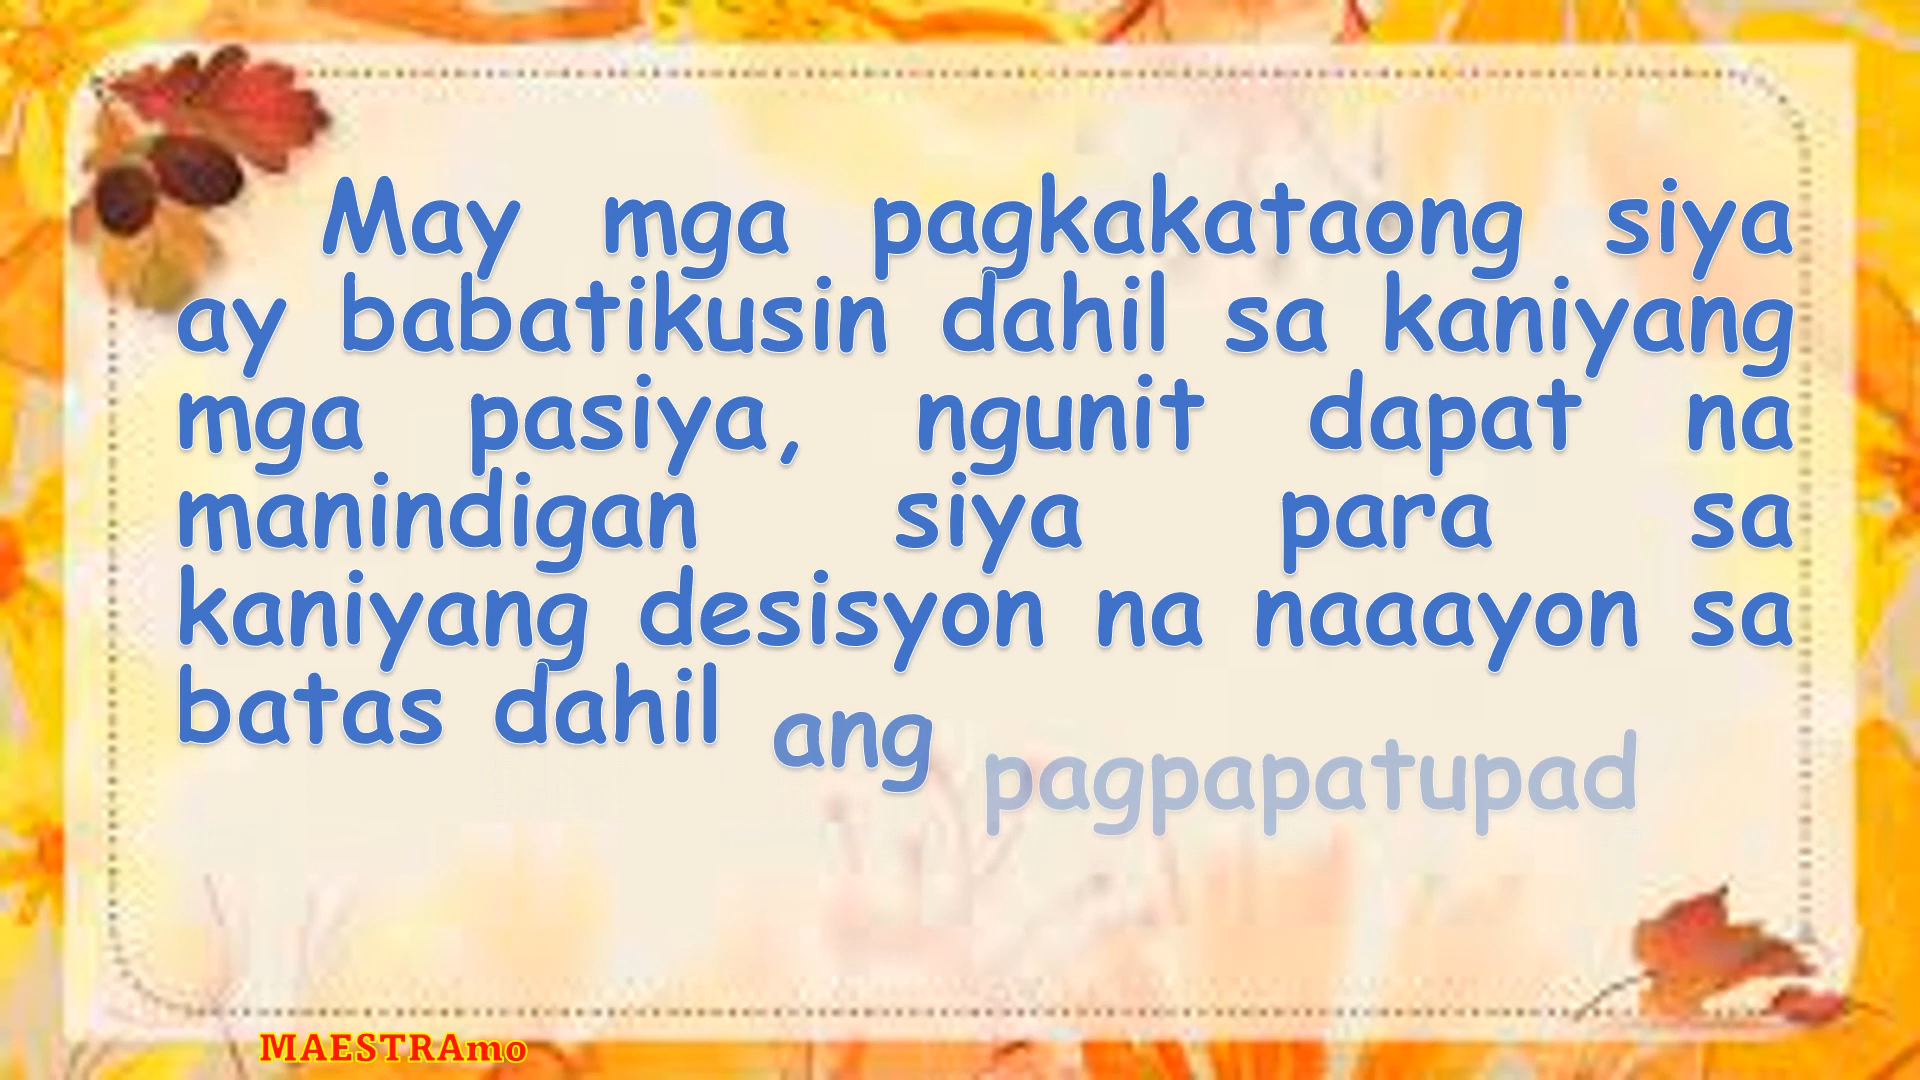 May mga pagkakataong siya
ay babatikusin dahil sa kaniyang
mga pasiya, ngunit dapat na
manindigan siya para sa
kaniyang desisyon na naaayon sa
batas dahil ang pagpapatupad
MAESTRAmo